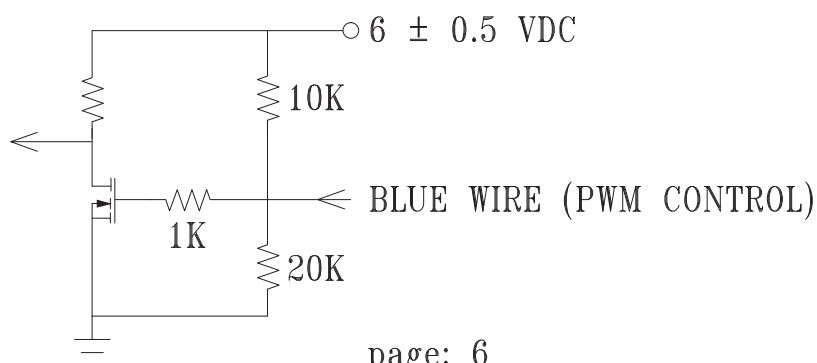 6 ± 0.5 VDC
10K
BLUE WIRE (PWM CONTROL)
1K
20K
page: 6